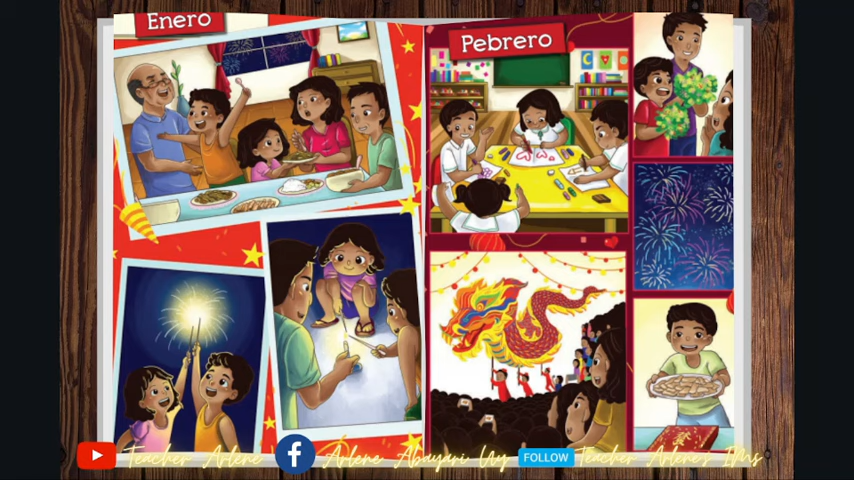 Enero
Pebrero
Teacher Arlene
Arlene Abayari Uy
FOLLOW
Teacher Arlene's IMs